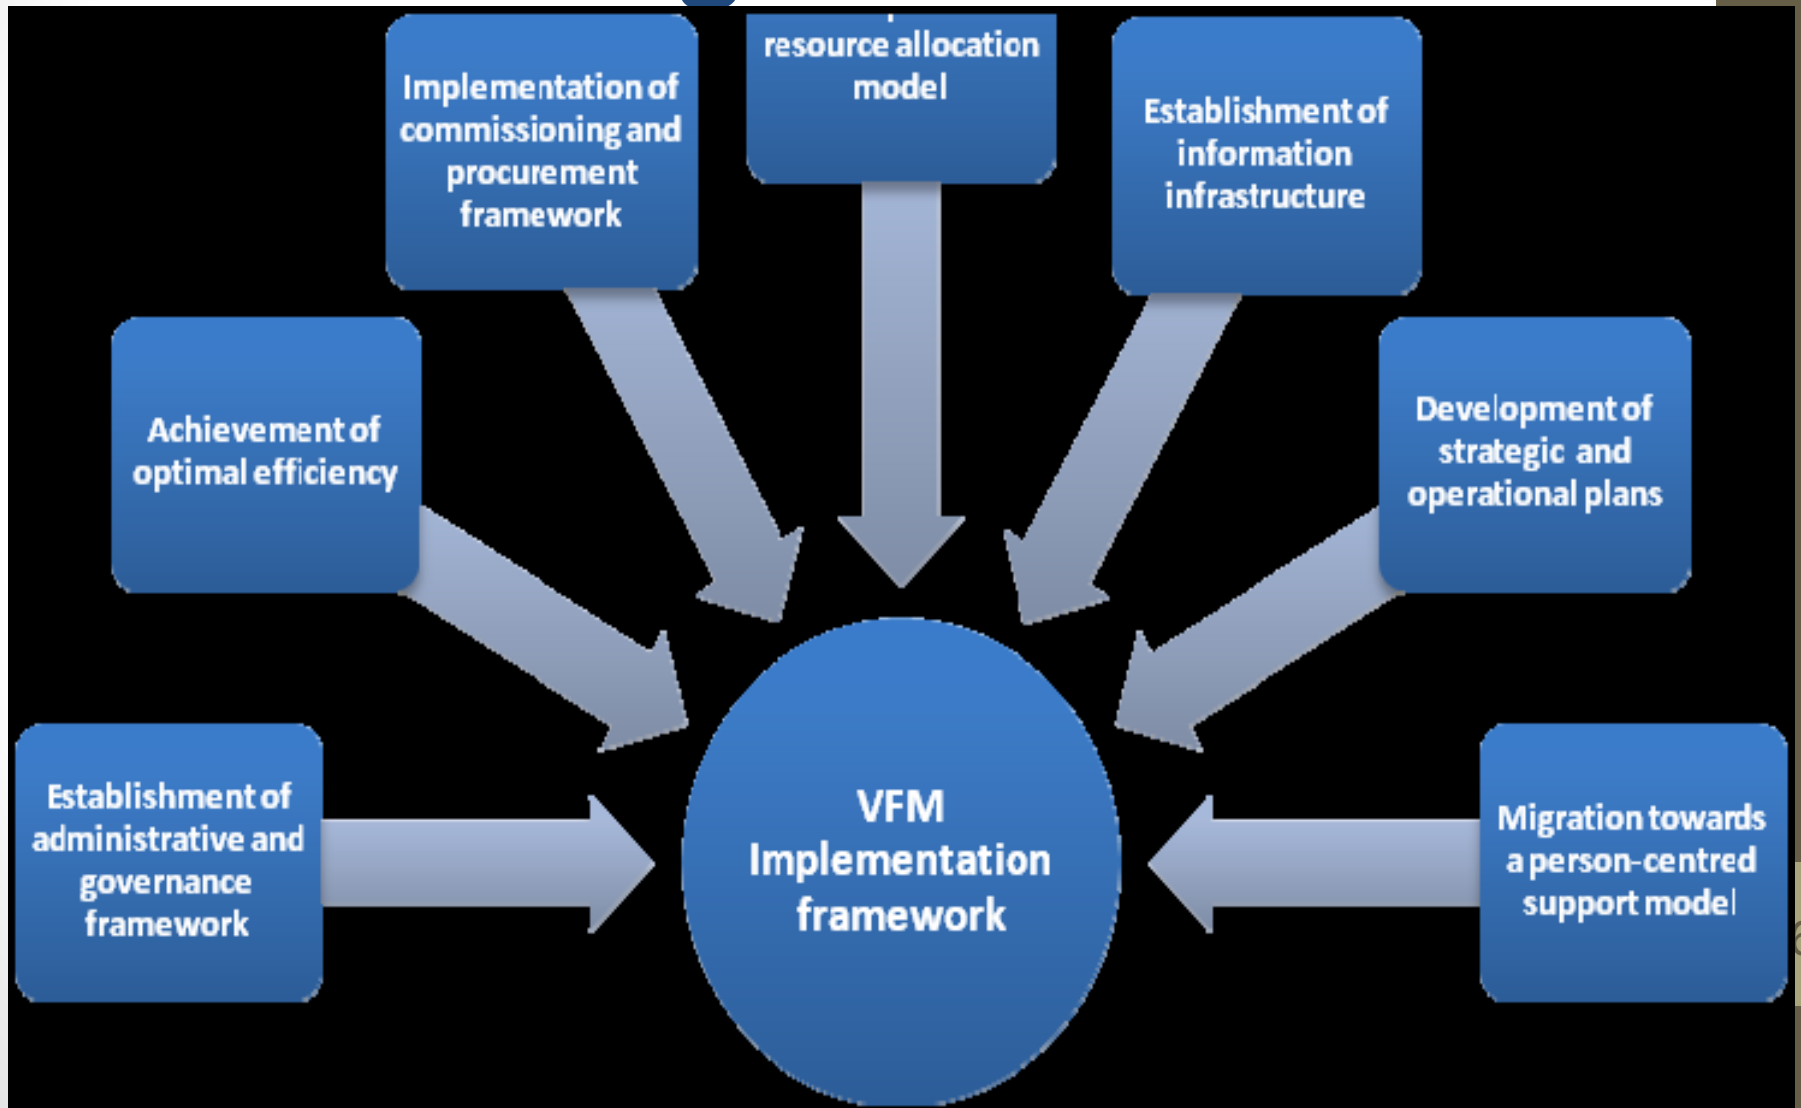 Implementation of
commissioning and
procurement
framework
resource allocation
model
Establishment of
information
infrastructure
Achievement of
optimal efficiency
Development of
strategic and
operational plans
Establishment of
administrative and
governance
framework
VFM
Implementation
framework
Migration towards
a person-centred
support model